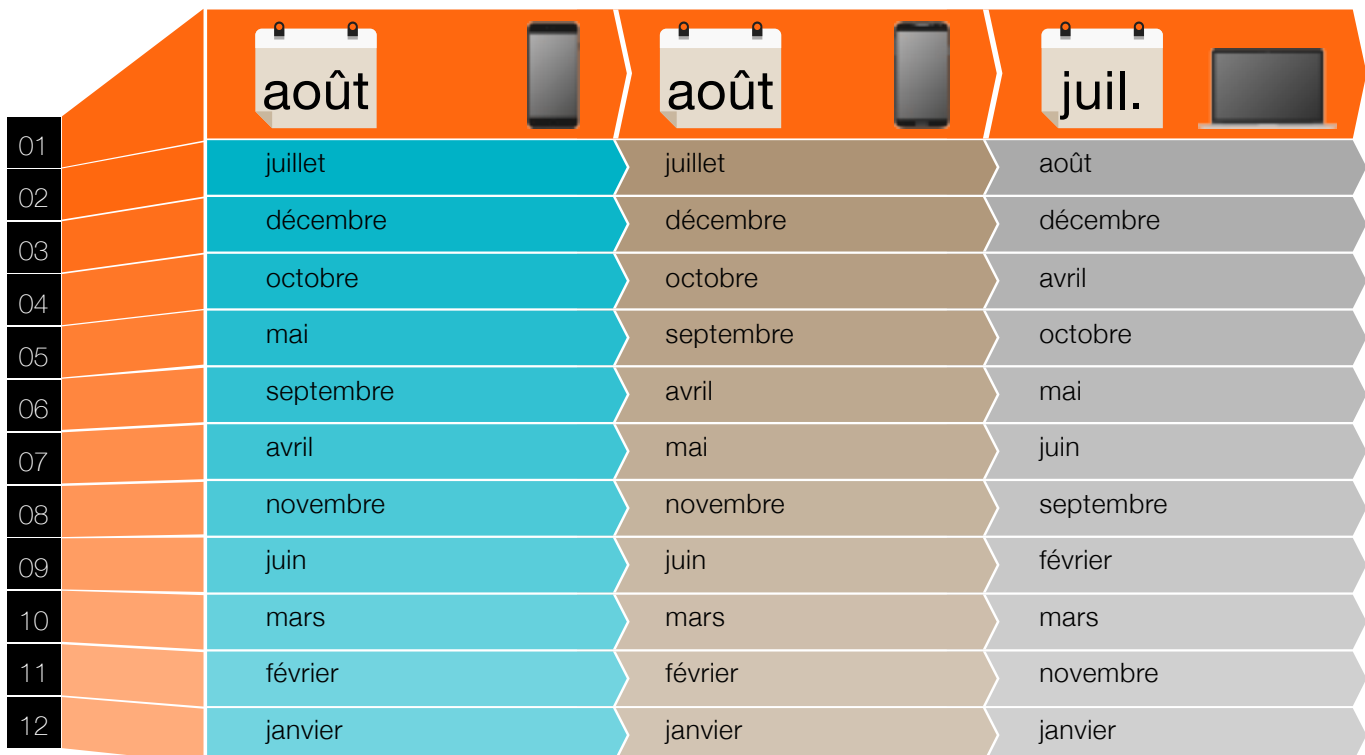 août août juil.
01
juillet juillet août
02
décembre décembre décembre
03
octobre octobre avril
04
mai septembre octobre
05
septembre avril mai
06
avril mai juin
07
novembre novembre septembre
08
juin juin février
09
mars mars mars
10
février février novembre
11
janvier janvier janvier
12